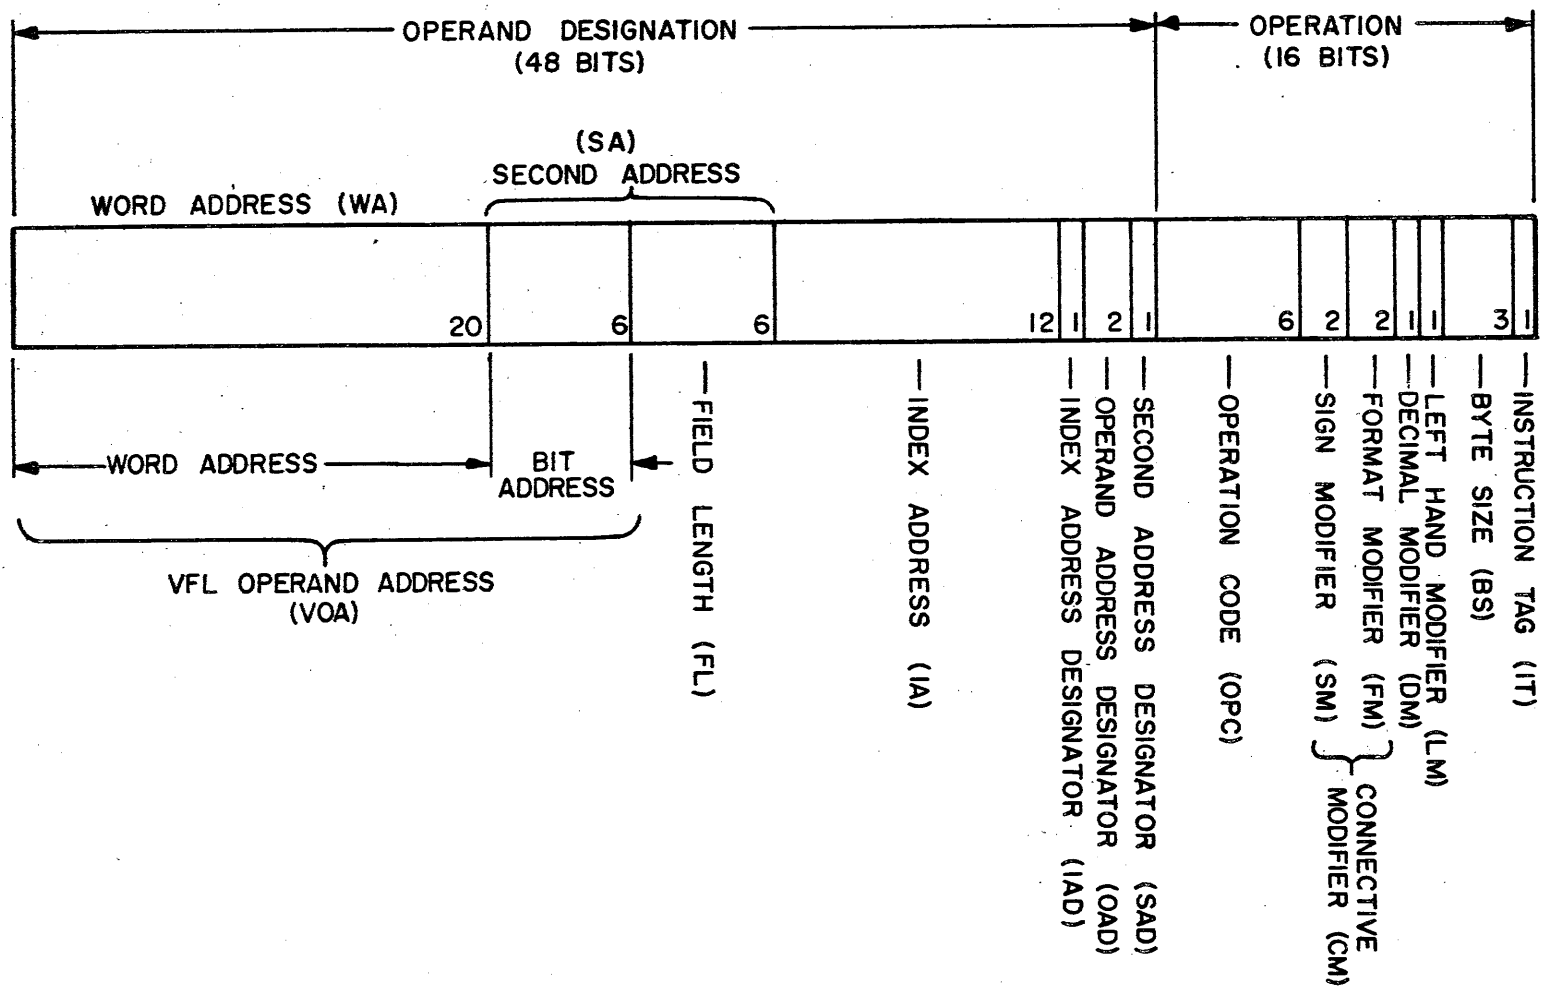 OPERAND DESIGNATION
(48 BITS)
OPERATION
(16 BITS)
(SA)
SECOND ADDRESS
WORD ADDRESS (WA)
20
6
6
12
1
2
1
6
2
2
1
1
3
1
WORD ADDRESS
BIT
ADDRESS
VFL OPERAND ADDRESS
(VOA)
FIELD LENGTH (FL)
INDEX ADDRESS (IA)
INDEX ADDRESS DESIGNATOR (IAD)
OPERAND ADDRESS DESIGNATOR (OAD)
SECOND ADDRESS DESIGNATOR (SAD)
OPERATION CODE (OPC)
SIGN MODIFIER (SM)
FORMAT MODIFIER (FM)
DECIMAL MODIFIER (DM)
LEFT HAND MODIFIER (LM)
BYTE SIZE (BS)
INSTRUCTION TAG (IT)
CONNECTIVE
MODIFIER (CM)